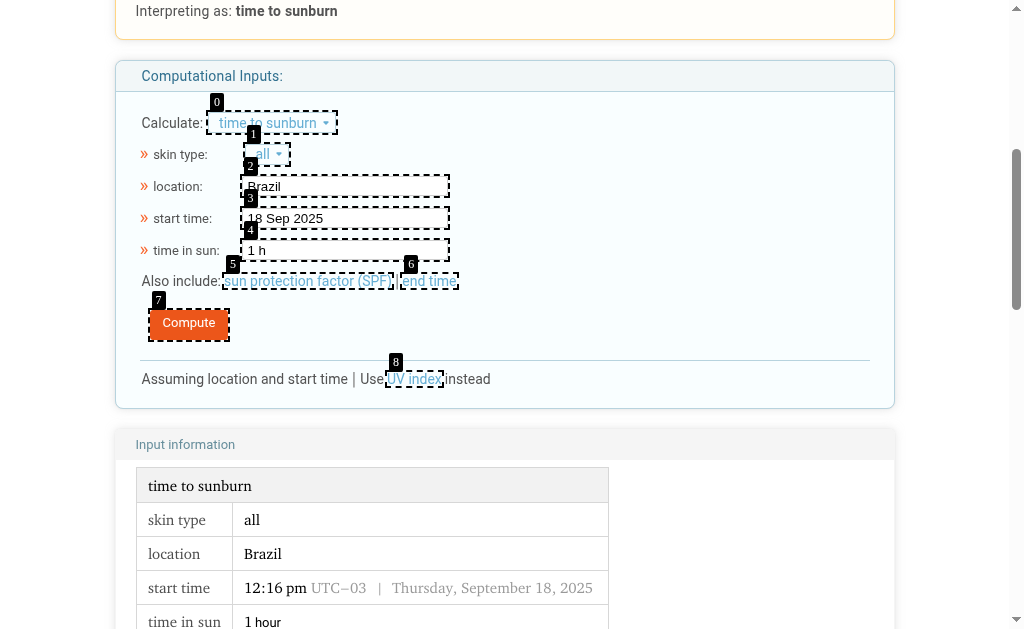 Interpreting as: time to sunburn
Computational Inputs:
0
Calculate: time to sunburn
1
» skin type: all
2
» location: Brazil
3
» start time: 18 Sep 2025
4
» time in sun: 1 h
5 6
Also include: sun protection factor (SPF) | end time
7
Compute
8
Assuming location and start time | Use UV index instead
Input information
time to sunburn
skin type all
location Brazil
start time 12:16 pm UTC−03 | Thursday, September 18, 2025
time in sun 1 hour